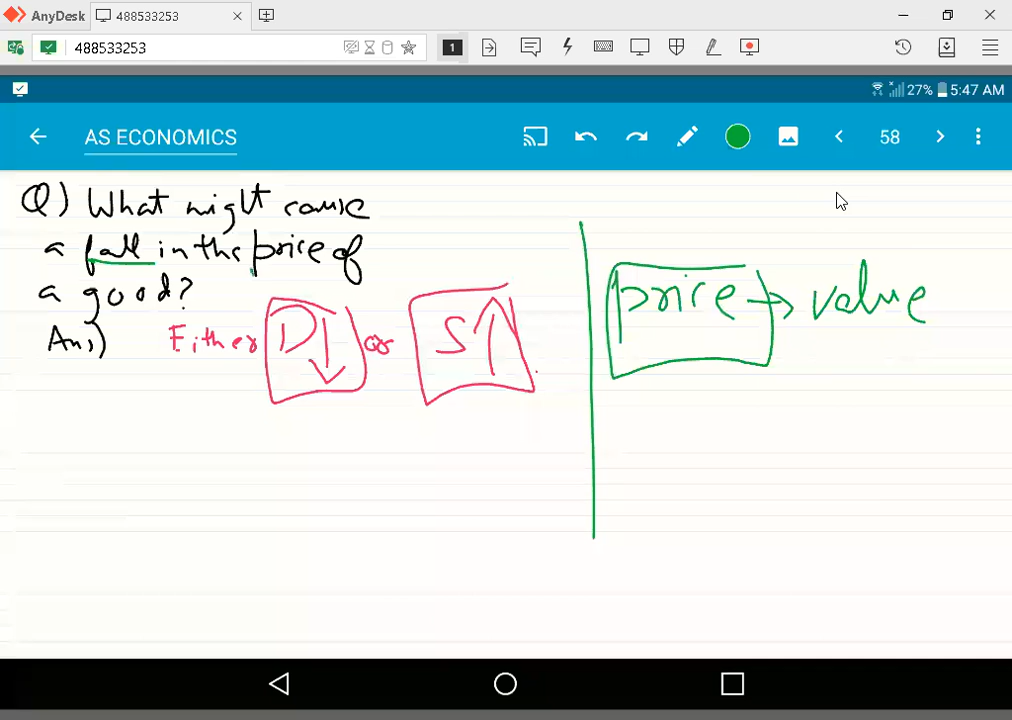 AnyDesk
488533253
488533253
1
27% 5:47 AM
AS ECONOMICS
58
Q) What might cause
a fall in the price of
a good?
Ans) Either D↓ or S↑
price → value